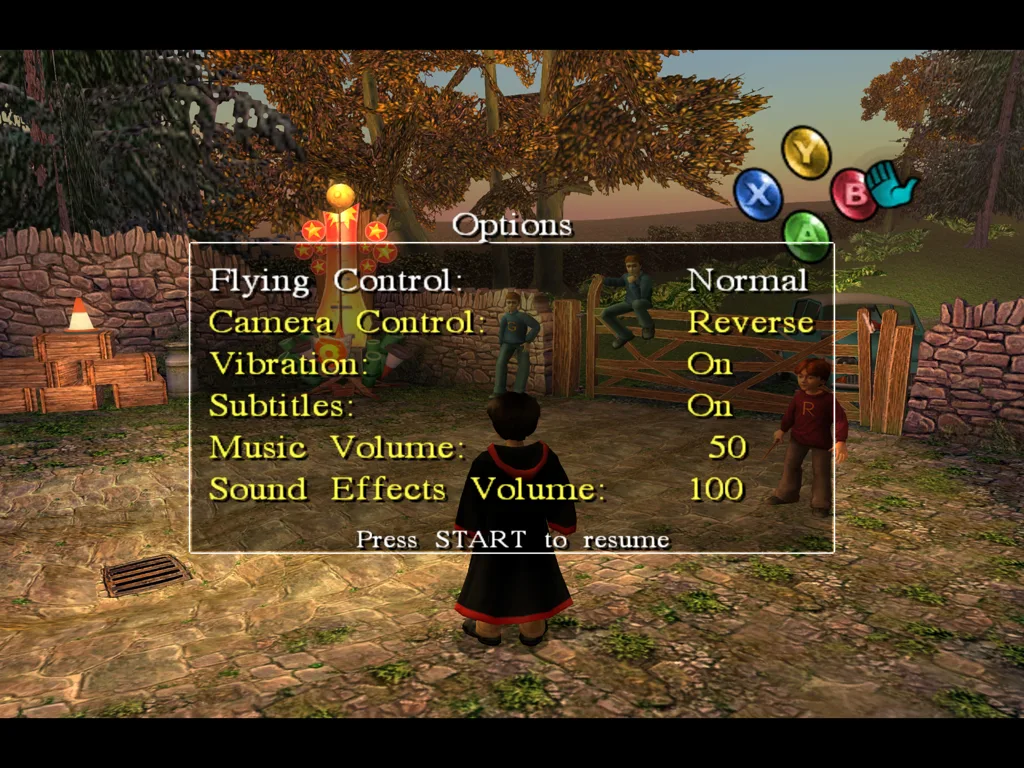 Y
X
B
A
Options
Flying Control: Normal
Camera Control: Reverse
Vibration: On
Subtitles: On
Music Volume: 50
Sound Effects Volume: 100
R
Press START to resume